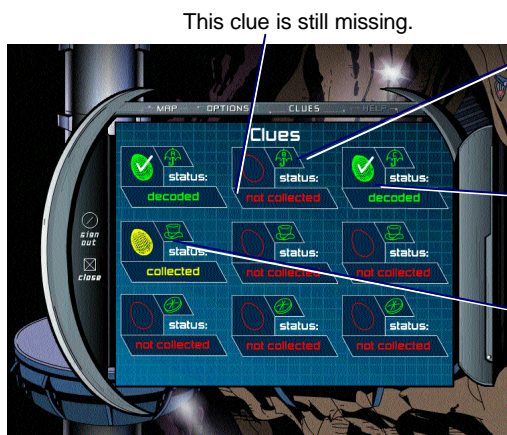 This clue is still missing.
MAP OPTIONS CLUES HELP
Clues
status: status: status:
decoded not collected decoded
sign out
status: status: status:
collected not collected not collected
close
status: status: status:
not collected not collected not collected